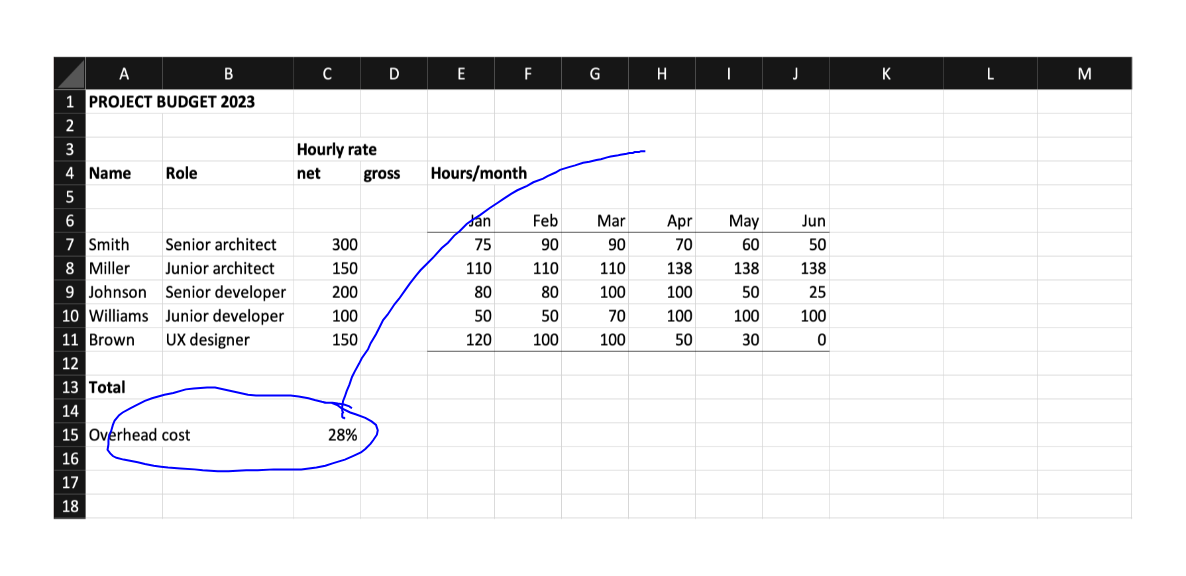 A B C D E F G H I J K L M
1 PROJECT BUDGET 2023
2
3 Hourly rate
4 Name Role net gross Hours/month
5
6 Jan Feb Mar Apr May Jun
7 Smith Senior architect 300 75 90 90 70 60 50
8 Miller Junior architect 150 110 110 110 138 138 138
9 Johnson Senior developer 200 80 80 100 100 50 25
10 Williams Junior developer 100 50 50 70 100 100 100
11 Brown UX designer 150 120 100 100 50 30 0
12
13 Total
14
15 Overhead cost 28%
16
17
18